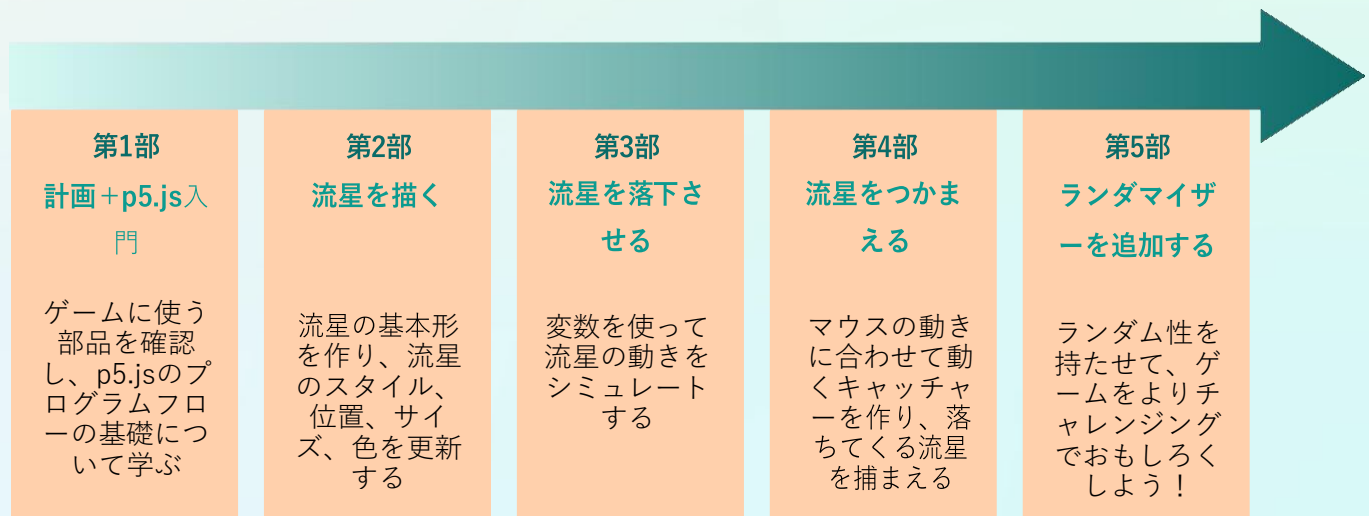 第1部
計画＋p5.js入
門
ゲームに使う
部品を確認
し、p5.jsのプ
ログラムフロ
ーの基礎につ
いて学ぶ
第2部
流星を描く
流星の基本形
を作り、流星
のスタイル、
位置、サイ
ズ、色を更新
する
第3部
流星を落下さ
せる
変数を使って
流星の動きを
シミュレート
する
第4部
流星をつかま
える
マウスの動き
に合わせて動
くキャッチャ
ーを作り、落
ちてくる流星
を捕まえる
第5部
ランダマイザ
ーを追加する
ランダム性を
持たせて、ゲ
ームをよりチ
ャレンジング
でおもしろく
しよう！